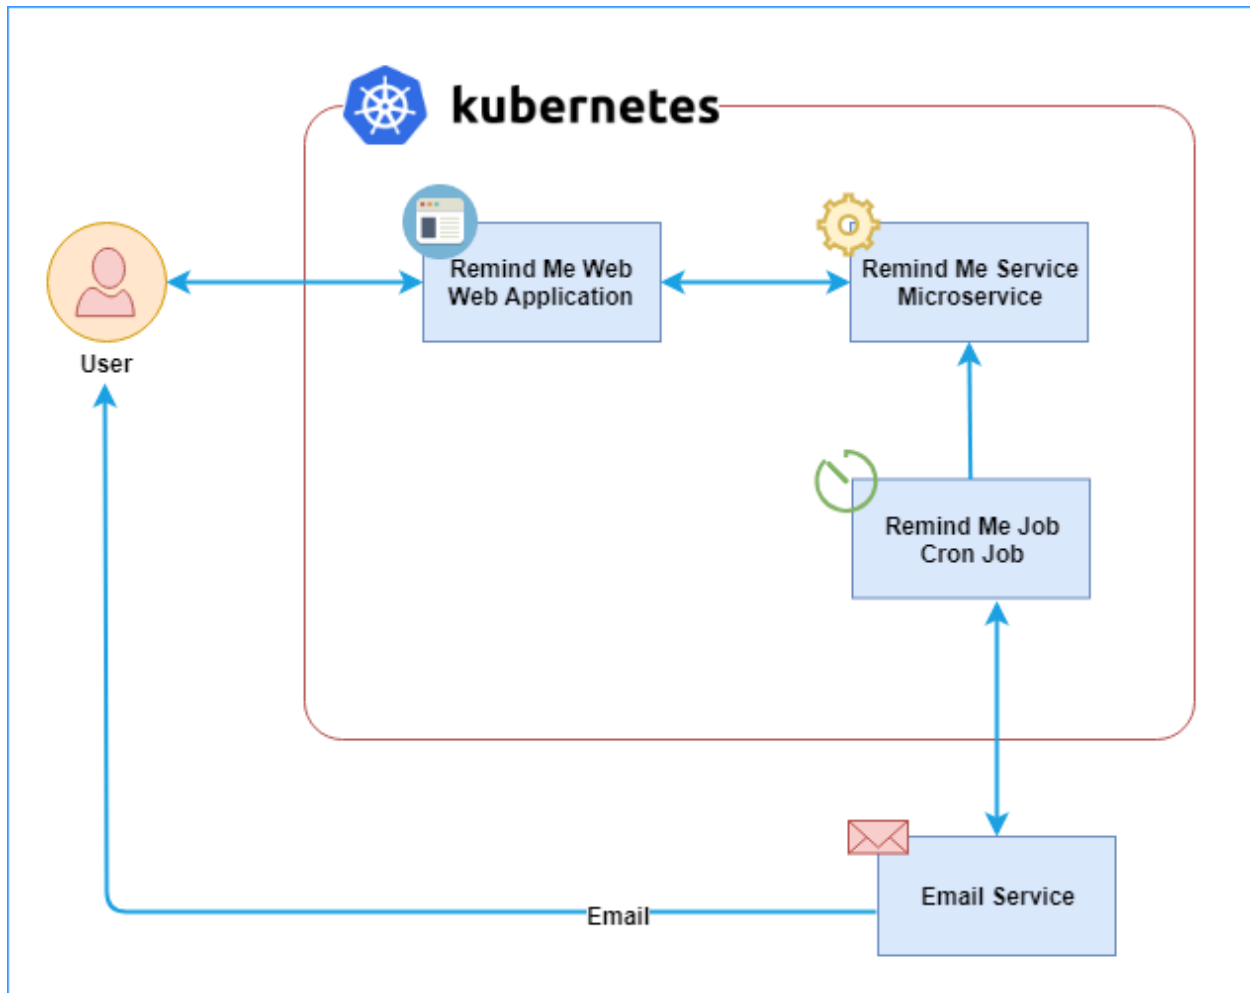 kubernetes
Remind Me Web
Web Application
Remind Me Service
Microservice
User
Remind Me Job
Cron Job
Email Service
Email